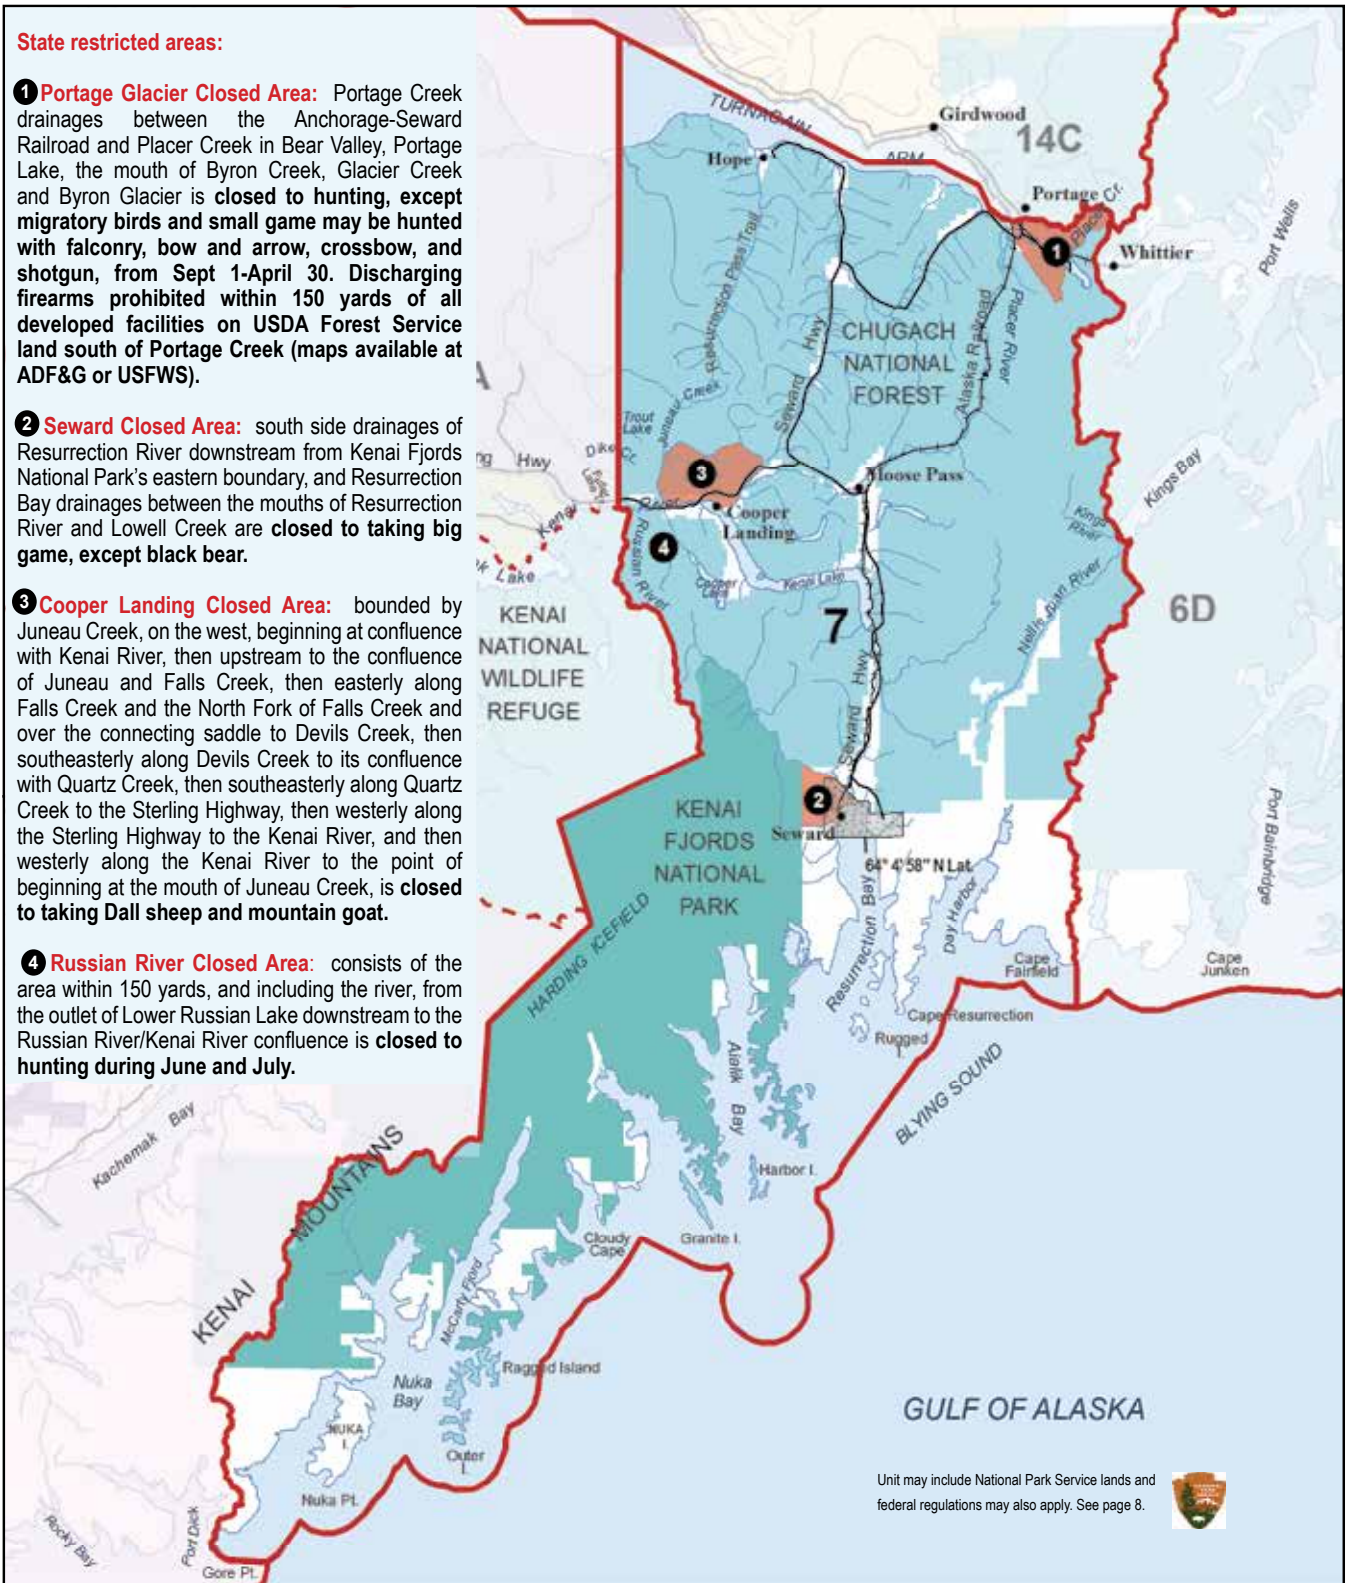 State restricted areas:
1 Portage Glacier Closed Area: Portage Creek
drainages between the Anchorage-Seward
Railroad and Placer Creek in Bear Valley, Portage
Lake, the mouth of Byron Creek, Glacier Creek
and Byron Glacier is closed to hunting, except
migratory birds and small game may be hunted
with falconry, bow and arrow, crossbow, and
shotgun, from Sept 1-April 30. Discharging
firearms prohibited within 150 yards of all
developed facilities on USDA Forest Service
land south of Portage Creek (maps available at
ADF&G or USFWS).
2 Seward Closed Area: south side drainages of
Resurrection River downstream from Kenai Fjords
National Park's eastern boundary, and Resurrection
Bay drainages between the mouths of Resurrection
River and Lowell Creek are closed to taking big
game, except black bear.
3 Cooper Landing Closed Area: bounded by
Juneau Creek, on the west, beginning at confluence
with Kenai River, then upstream to the confluence
of Juneau and Falls Creek, then easterly along
Falls Creek and the North Fork of Falls Creek and
over the connecting saddle to Devils Creek, then
southeasterly along Devils Creek to its confluence
with Quartz Creek, then southeasterly along Quartz
Creek to the Sterling Highway, then westerly along
the Sterling Highway to the Kenai River, and then
westerly along the Kenai River to the point of
beginning at the mouth of Juneau Creek, is closed
to taking Dall sheep and mountain goat.
4 Russian River Closed Area: consists of the
area within 150 yards, and including the river, from
the outlet of Lower Russian Lake downstream to the
Russian River/Kenai River confluence is closed to
hunting during June and July.
TURNAGAIN
ARM
Girdwood
14C
Hope
Portage
Placer Cr.
1
Whittier
Port Wells
Resurrection Pass Trail
Seward Hwy
CHUGACH
NATIONAL
FOREST
Alaska Railroad
Placer River
A
Juneau Creek
Trout
Lake
Dike Cr.
ng Hwy
3
Moose Pass
Kings Bay
Kings
River
Kenai River
Cooper
Landing
4
Russian River
Cooper
Lake
Kenai Lake
k Lake
KENAI
NATIONAL
WILDLIFE
REFUGE
7
Nellie Juan River
6D
Seward Hwy
2
Seward
64° 4'58" N Lat.
KENAI
FJORDS
NATIONAL
PARK
HARDING ICEFIELD
Resurrection Bay
Day Harbor
Port Bainbridge
Cape
Fairfield
Cape
Junken
Cape Resurrection
Rugged
I.
BLYING SOUND
Aialik
Bay
Harbor I.
Granite I.
Cloudy
Cape
Kachemak Bay
KENAI MOUNTAINS
McCarty Fjord
Ragged Island
Nuka
Bay
NUKA
I.
Outer
I.
Nuka Pt.
Port Dick
Rocky Bay
Gore Pt.
GULF OF ALASKA
Unit may include National Park Service lands and
federal regulations may also apply. See page 8.